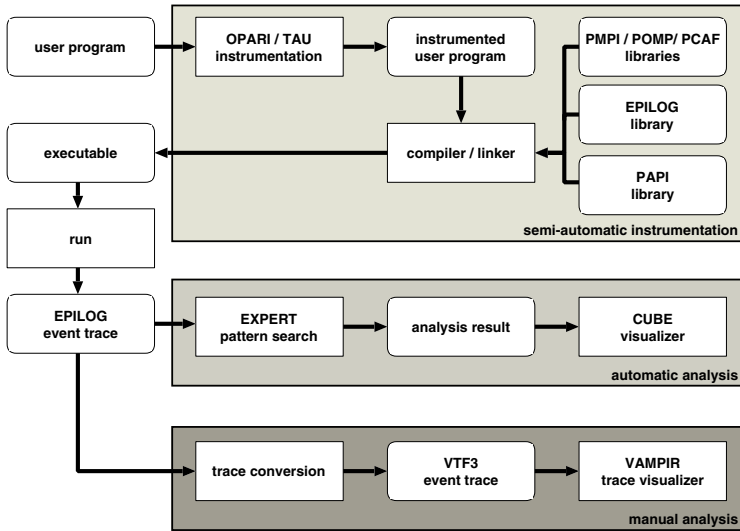 user program
OPARI / TAU
instrumentation
instrumented
user program
PMPI / POMP/ PCAF
libraries
EPILOG
library
executable
compiler / linker
PAPI
library
semi-automatic instrumentation
run
EPILOG
event trace
EXPERT
pattern search
analysis result
CUBE
visualizer
automatic analysis
trace conversion
VTF3
event trace
VAMPIR
trace visualizer
manual analysis